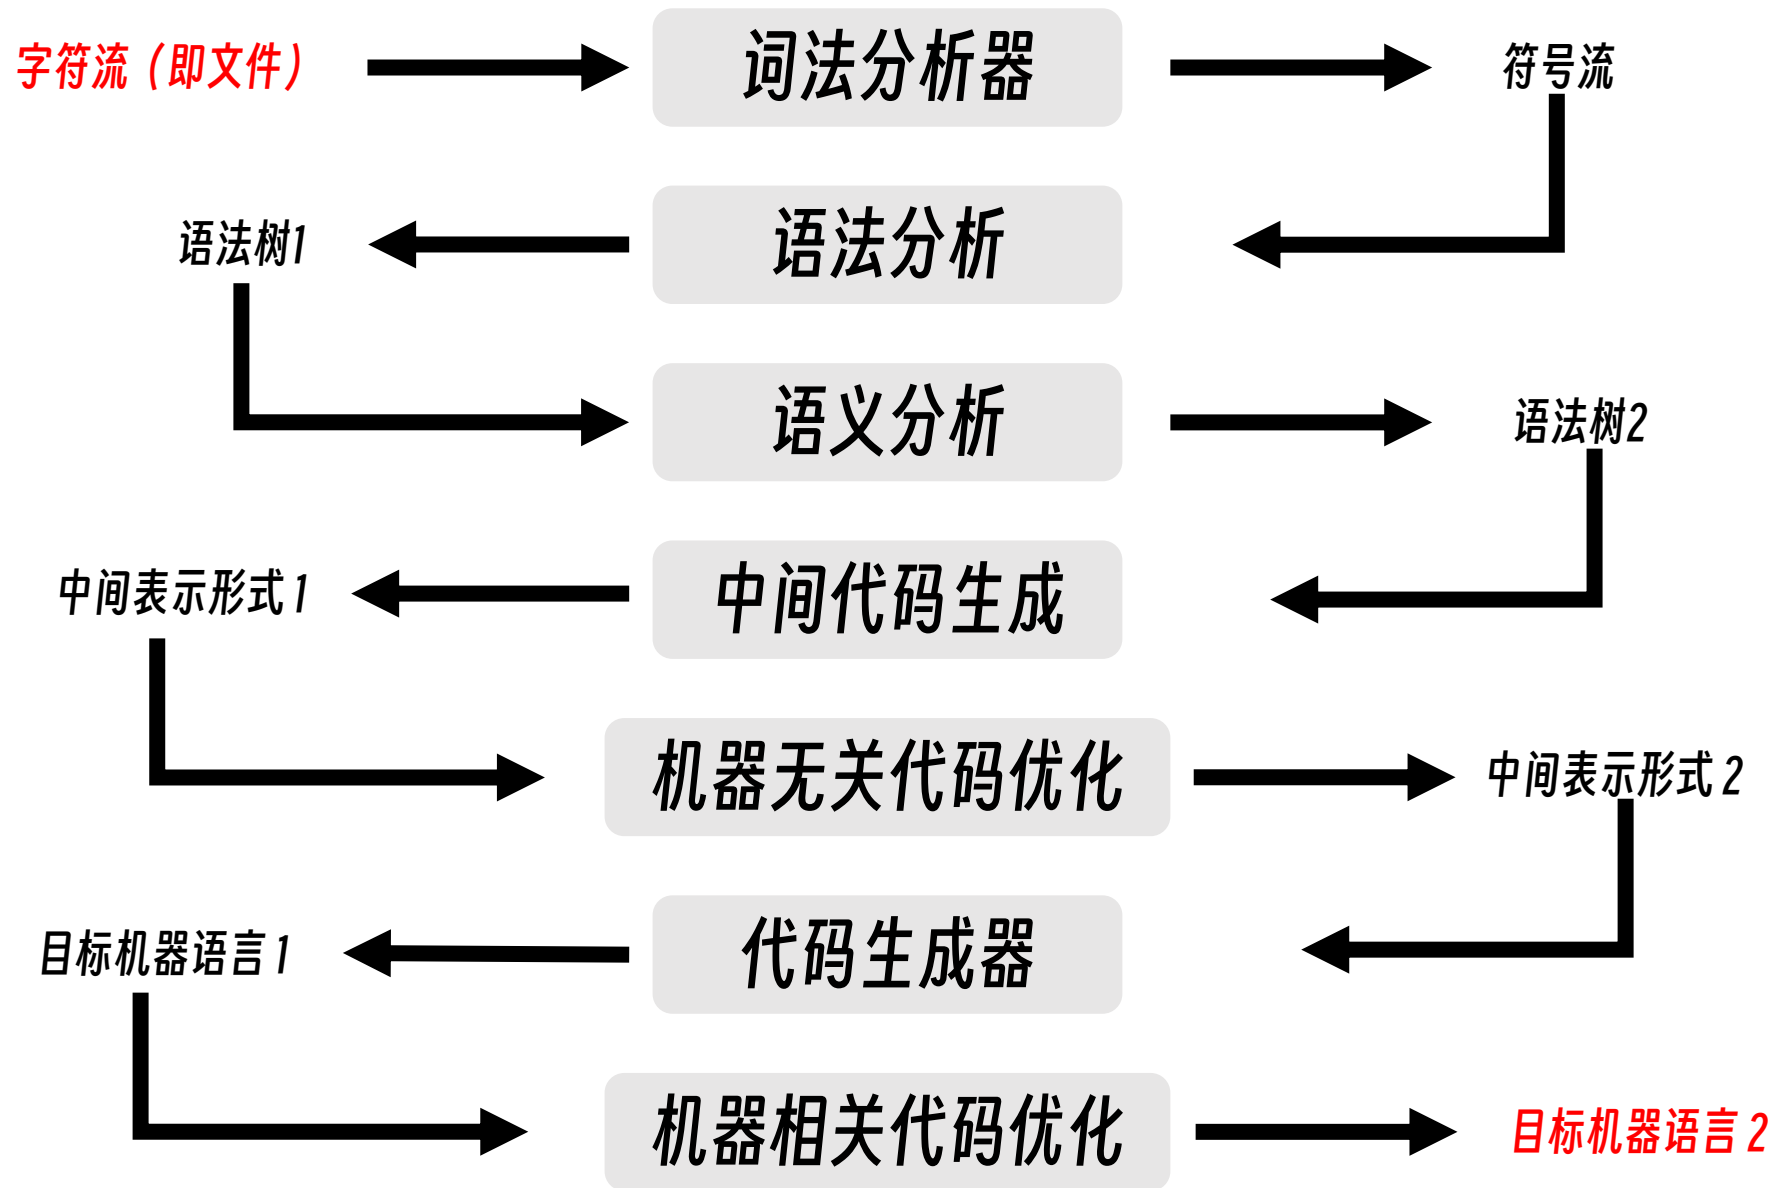 字符流（即文件）
词法分析器
符号流
语法分析
语法树1
语义分析
语法树2
中间代码生成
中间表示形式 1
机器无关代码优化
中间表示形式 2
代码生成器
目标机器语言 1
机器相关代码优化
目标机器语言 2